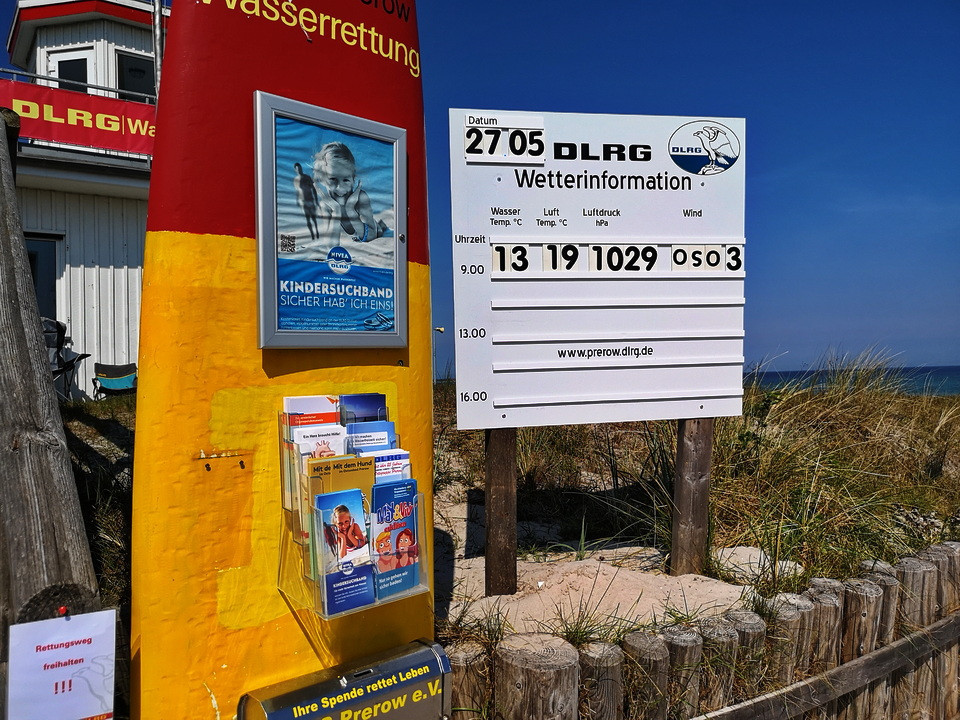 Prerow
Wasserrettung
DLRG|Wa
NIVEA
DLRG
KINDERSUCHBAND
SICHER HAB' ICH EINS!
Datum
27 05
DLRG
DLRG
Wetterinformation
Wasser Luft Luftdruck Wind
Temp. °C Temp. °C hPa
Uhrzeit
9.00 13 19 1029 OSO 3
13.00
www.prerow.dlrg.de
16.00
Mit dem Hund
DLRG
KINDERSUCHBAND
Rettungsweg
freihalten
!!!
Ihre Spende rettet Leben
Prerow e.V.